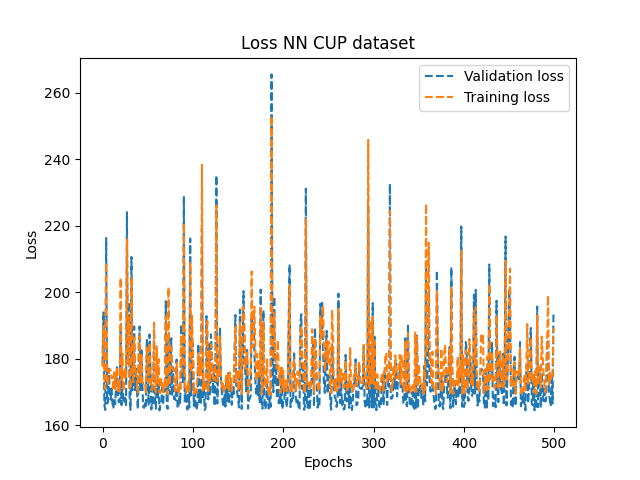 Loss NN CUP dataset
Validation loss
Training loss
260
240
220
200
180
160
Loss
0 100 200 300 400 500
Epochs